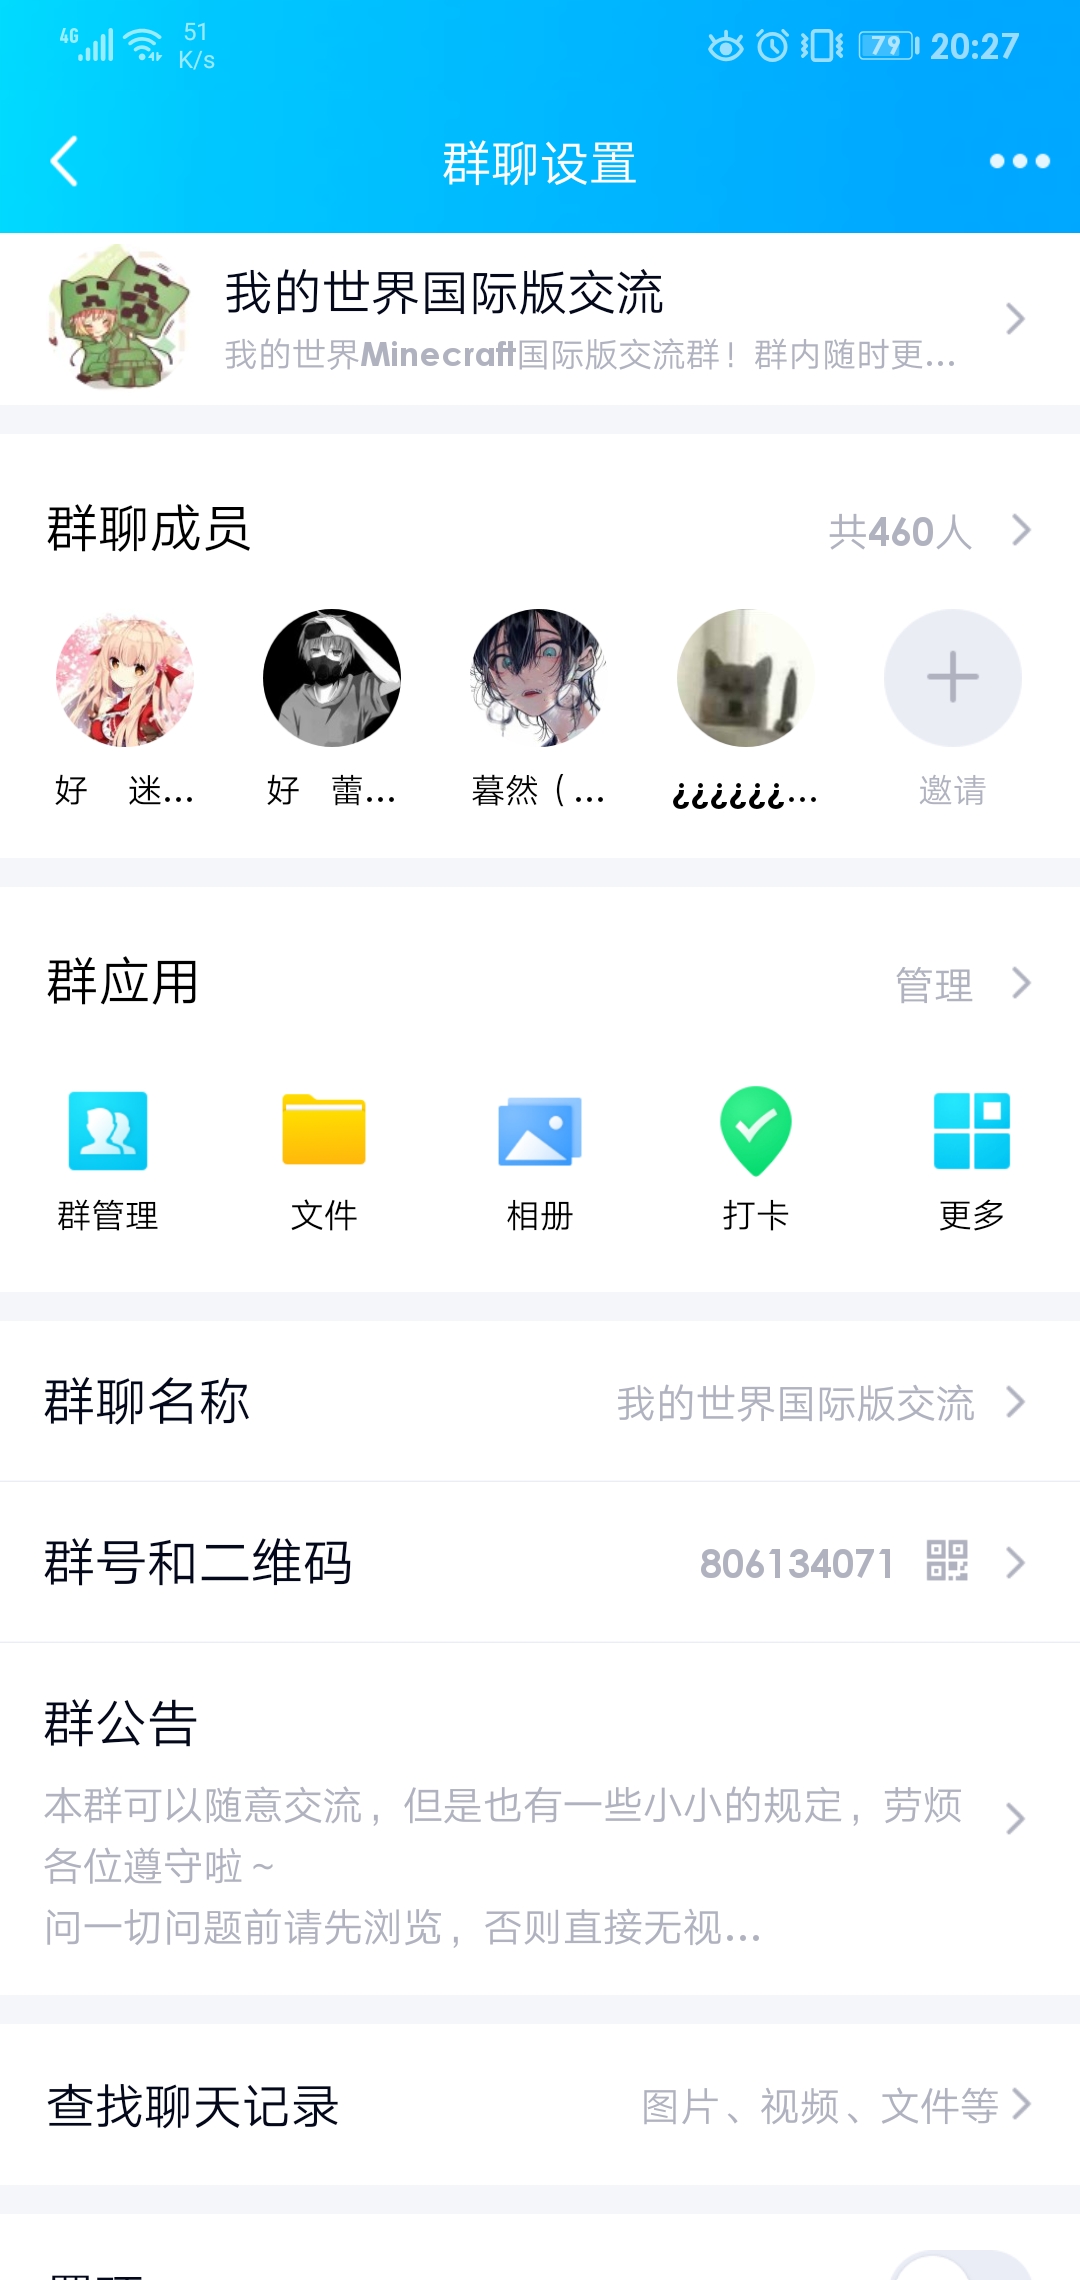 4G 51 K/s 79 20:27
群聊设置
我的世界国际版交流
我的世界Minecraft国际版交流群！群内随时更...
群聊成员 共460人
好 迷... 好 蕾... 暮然（... ¿¿¿¿¿¿... 邀请
群应用 管理
群管理 文件 相册 打卡 更多
群聊名称 我的世界国际版交流
群号和二维码 806134071
群公告
本群可以随意交流，但是也有一些小小的规定，劳烦
各位遵守啦~
问一切问题前请先浏览，否则直接无视...
查找聊天记录 图片、视频、文件等